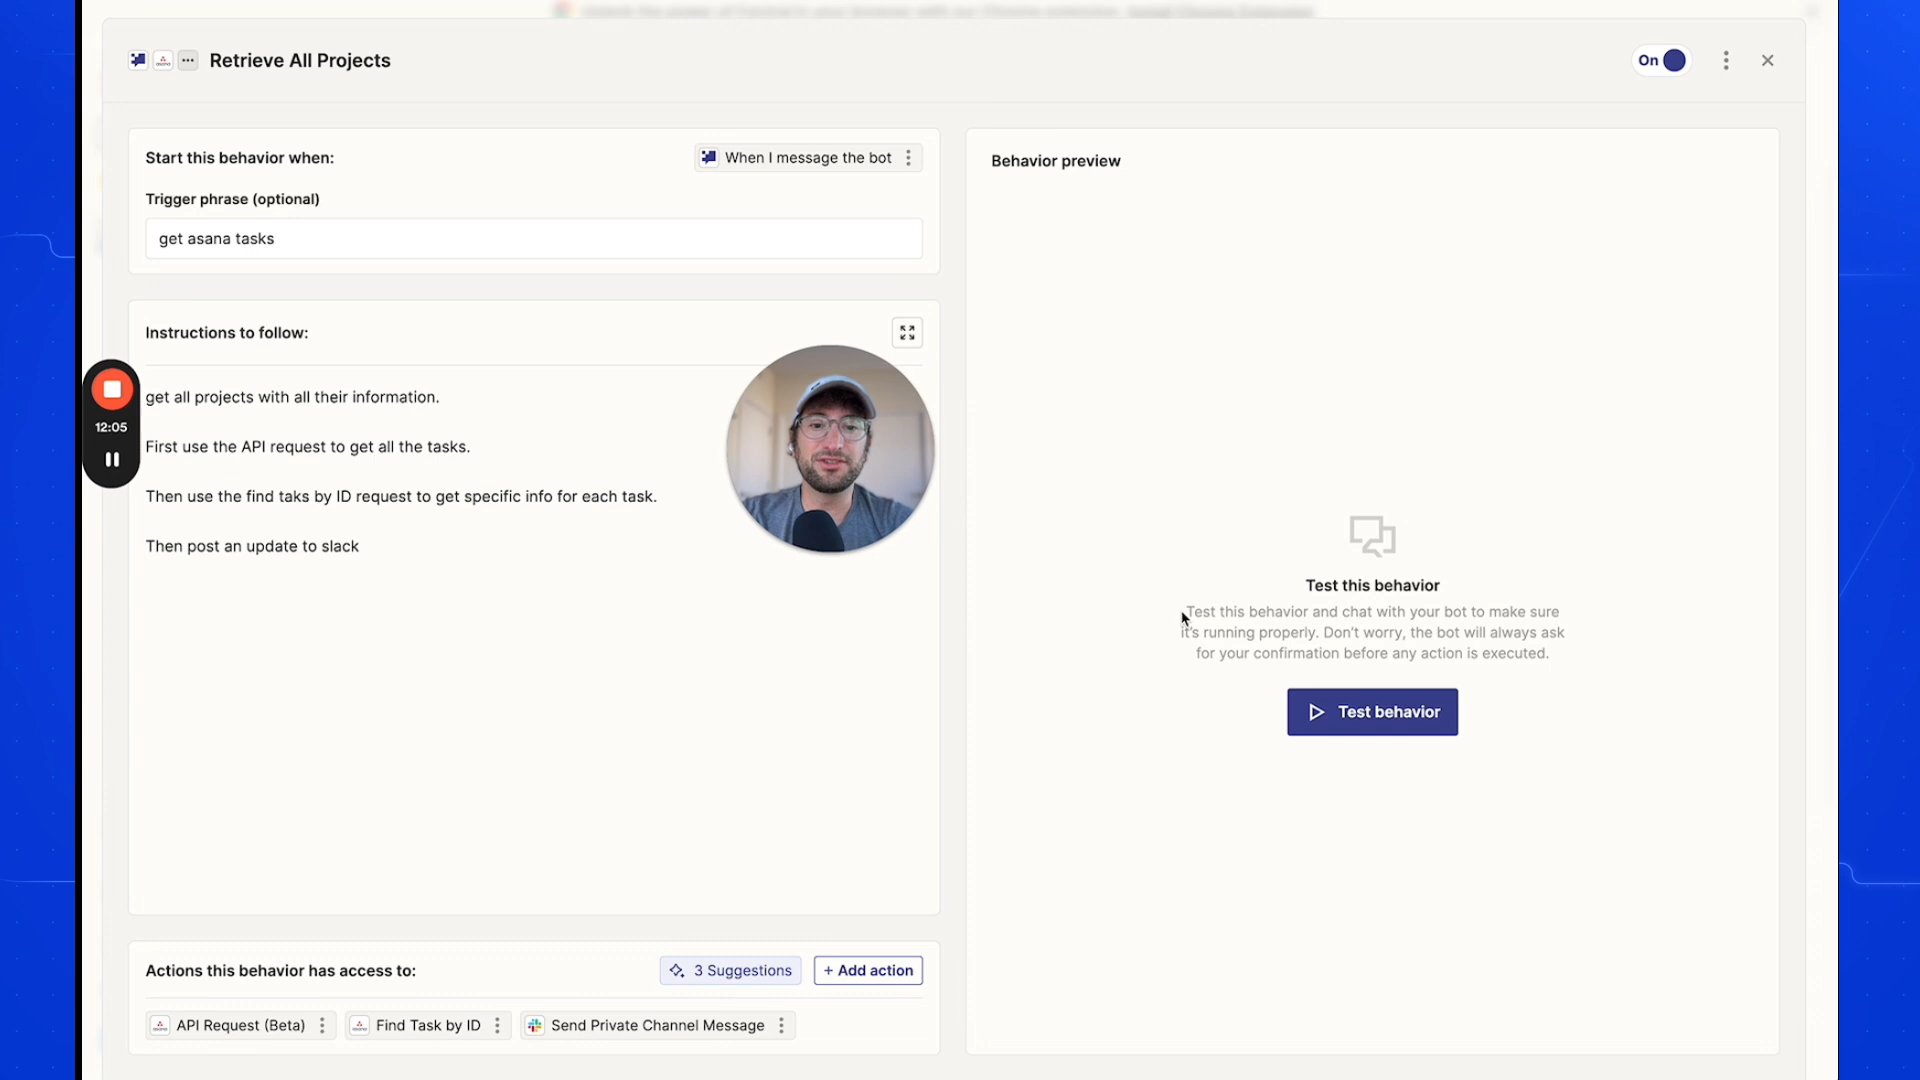 Retrieve All Projects
On
Start this behavior when:
When I message the bot
Trigger phrase (optional)
get asana tasks
Instructions to follow:
get all projects with all their information.
First use the API request to get all the tasks.
Then use the find taks by ID request to get specific info for each task.
Then post an update to slack
12:05
Actions this behavior has access to:
3 Suggestions
+ Add action
API Request (Beta)
Find Task by ID
Send Private Channel Message
Behavior preview
Test this behavior
Test this behavior and chat with your bot to make sure
it's running properly. Don't worry, the bot will always ask
for your confirmation before any action is executed.
Test behavior